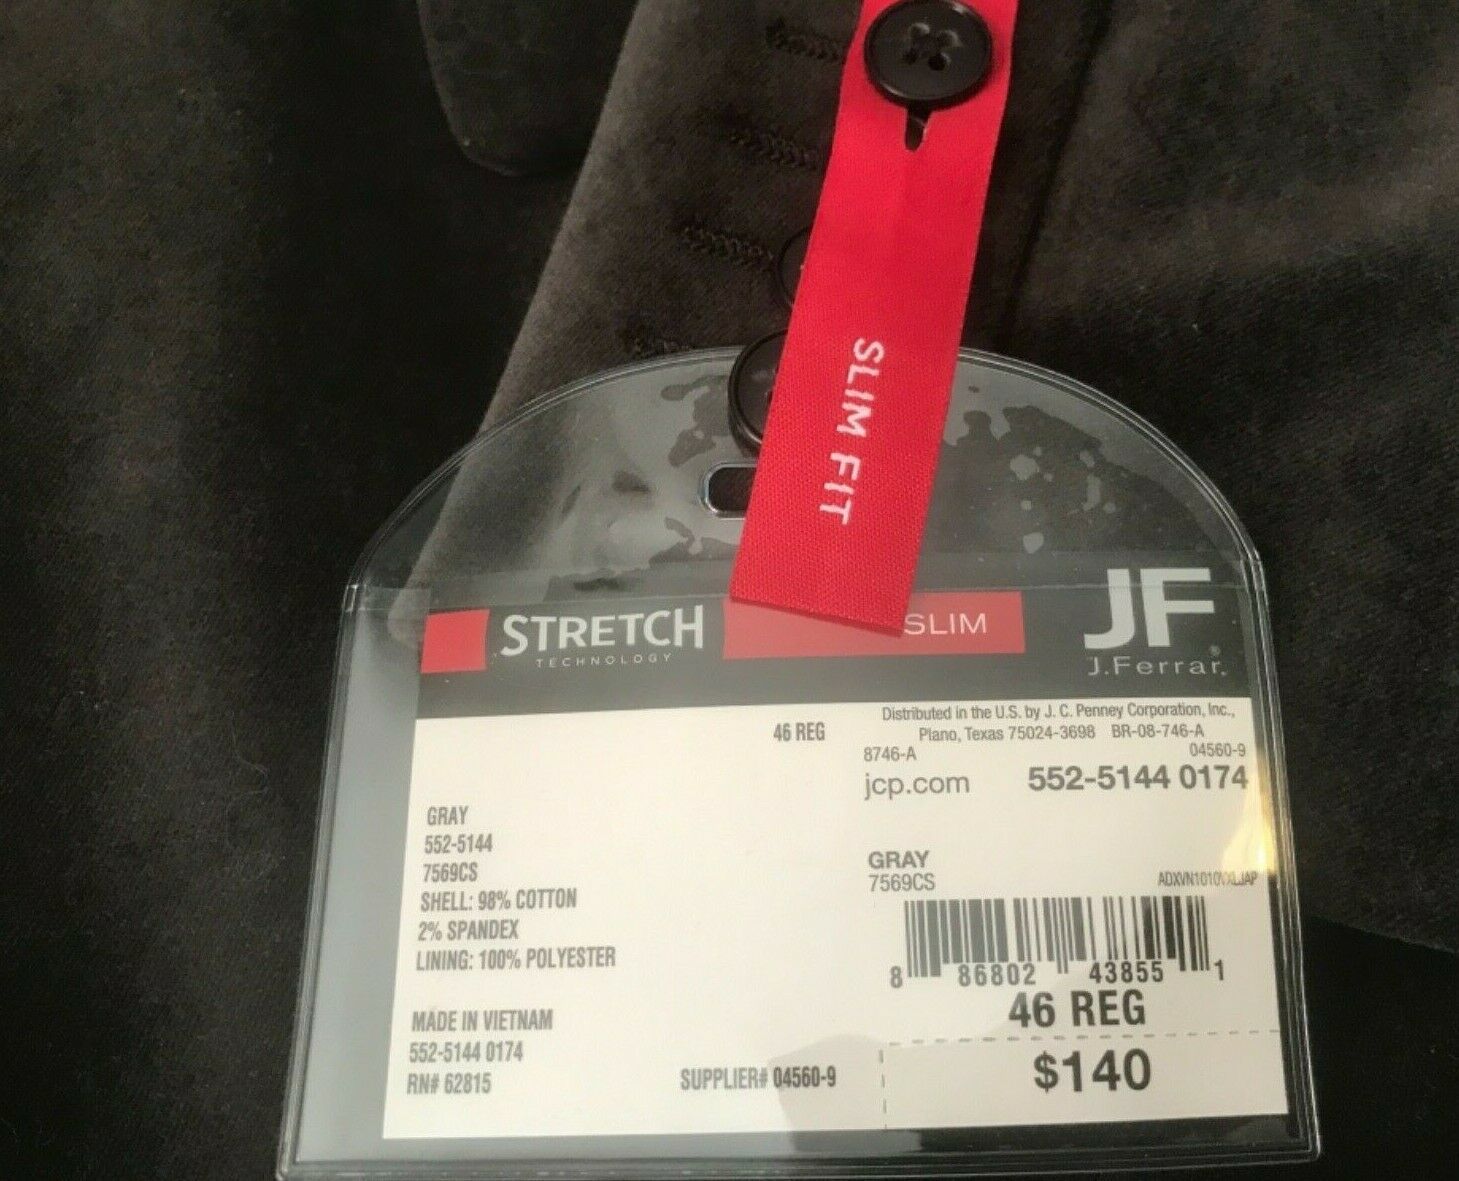 SLIM FIT
STRETCH
TECHNOLOGY
SLIM
JF®
J.Ferrar.
46 REG
Distributed in the U.S. by J. C. Penney Corporation, Inc.,
Plano, Texas 75024-3698 BR-08-746-A
8746-A 04560-9
jcp.com 552-5144 0174
GRAY
552-5144
7569CS
SHELL: 98% COTTON
2% SPANDEX
LINING: 100% POLYESTER
MADE IN VIETNAM
552-5144 0174
RN# 62815
SUPPLIER# 04560-9
GRAY
7569CS
8 86802 43855 1
46 REG
$140